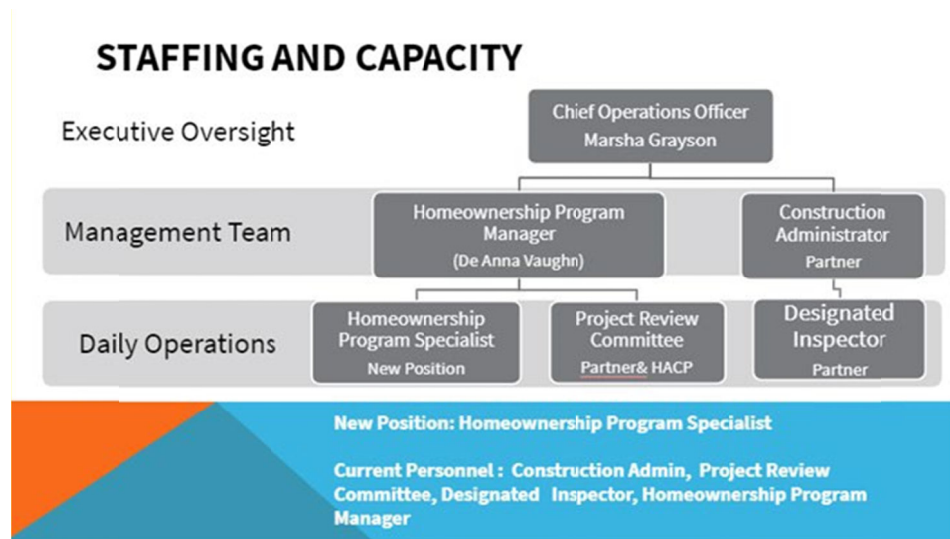 STAFFING AND CAPACITY
Executive Oversight
Chief Operations Officer
Marsha Grayson
Management Team
Homeownership Program
Manager
(De Anna Vaughn)
Construction
Administrator
Partner
Daily Operations
Homeownership
Program Specialist
New Position
Project Review
Committee
Partner& HACP
Designated
Inspector
Partner
New Position: Homeownership Program Specialist
Current Personnel : Construction Admin, Project Review
Committee, Designated Inspector, Homeownership Program
Manager